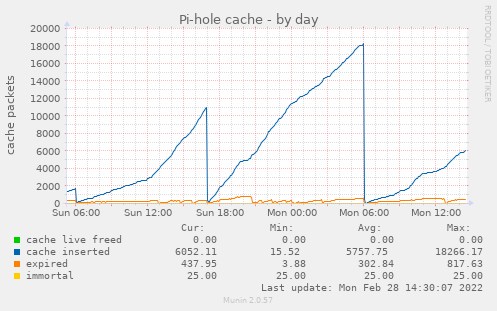 Pi-hole cache - by day
RRDTOOL / TOBI OETIKER
cache packets
20000
18000
16000
14000
12000
10000
8000
6000
4000
2000
0
Sun 06:00 Sun 12:00 Sun 18:00 Mon 00:00 Mon 06:00 Mon 12:00
Cur: Min: Avg: Max:
cache live freed 0.00 0.00 0.00 0.00
cache inserted 6052.11 15.52 5757.75 18266.17
expired 437.95 3.88 302.84 817.63
immortal 25.00 25.00 25.00 25.00
Last update: Mon Feb 28 14:30:07 2022
Munin 2.0.57